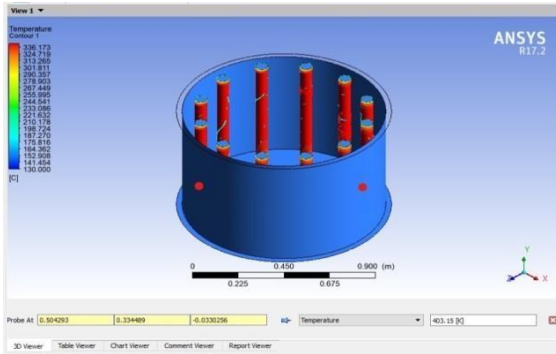 View 1
Temperature
Contour 1
336.173
324.719
313.265
301.811
290.357
278.903
267.449
255.995
244.541
233.086
221.632
210.178
198.724
187.270
175.816
164.362
152.908
141.454
130.000
[C]
ANSYS
R17.2
0 0.450 0.900 (m)
0.225 0.675
Y
X
Probe At 0.504293 0.334489 -0.0330256 Temperature 403.15 [K]
3D Viewer Table Viewer Chart Viewer Comment Viewer Report Viewer